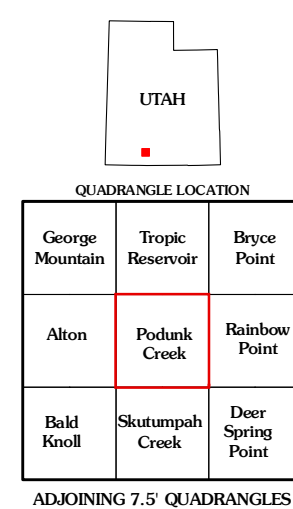 UTAH
QUADRANGLE LOCATION
George
Mountain
Tropic
Reservoir
Bryce
Point
Alton
Podunk
Creek
Rainbow
Point
Bald
Knoll
Skutumpah
Creek
Deer
Spring
Point
ADJOINING 7.5' QUADRANGLES